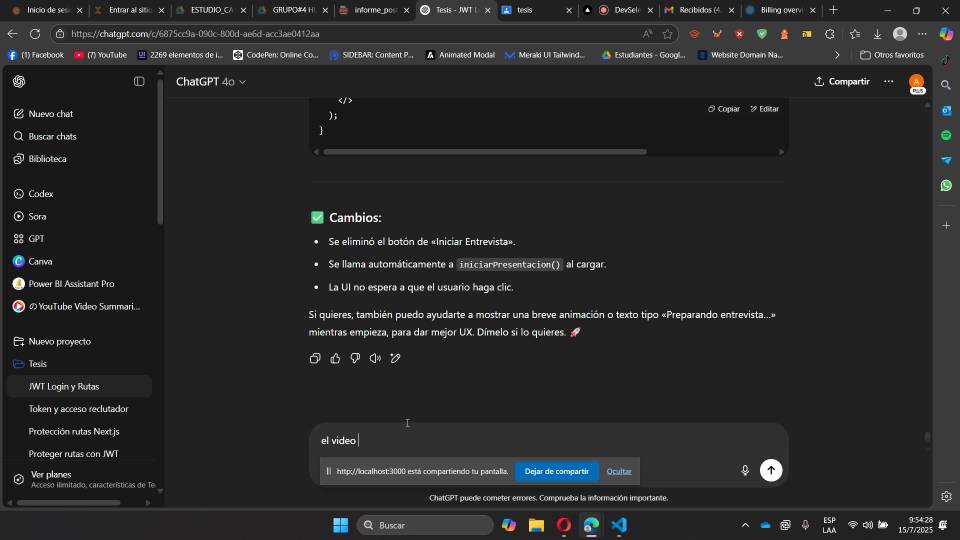 Inicio de ses
Entrar al sitio
ESTUDIO_CA
GRUPO#4 HU
informe_pos
Tesis - JWT L
tesis
DevSele
Recibidos (4.
Billing overv
https://chatgpt.com/c/6875cc9a-090c-800d-ae6d-acc3ae0412aa
(1) Facebook
(7) YouTube
2269 elementos de i...
CodePen: Online Co...
SIDEBAR: Content P...
Animated Modal
Meraki UI Tailwind...
Estudiantes - Googl...
Website Domain Na...
Otros favoritos
ChatGPT 4o
Compartir
PLUS
Nuevo chat
Buscar chats
Biblioteca
Codex
Sora
GPT
Canva
Power BI Assistant Pro
の YouTube Video Summari...
Nuevo proyecto
Tesis
JWT Login y Rutas
Token y acceso reclutador
Protección rutas Next.js
Proteger rutas con JWT
Ver planes
Acceso ilimitado, características de Te
</>
);
}
Copiar
Editar
Cambios:
• Se eliminó el botón de «Iniciar Entrevista».
• Se llama automáticamente a iniciarPresentacion() al cargar.
• La UI no espera a que el usuario haga clic.
Si quieres, también puedo ayudarte a mostrar una breve animación o texto tipo «Preparando entrevista...»
mientras empieza, para dar mejor UX. Dímelo si lo quieres. 🚀
el video
http://localhost:3000 está compartiendo tu pantalla.
Dejar de compartir
Ocultar
ChatGPT puede cometer errores. Comprueba la información importante.
Buscar
ESP
LAA
9:54:28
15/7/2025